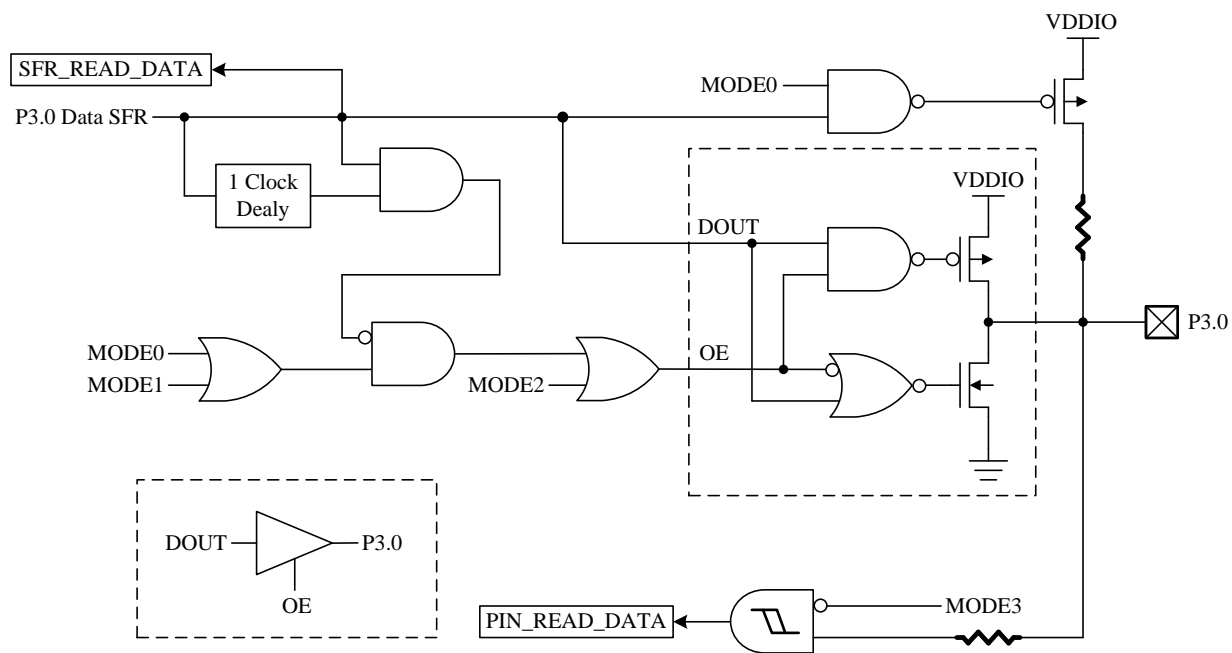 VDDIO
SFR_READ_DATA
MODE0
P3.0 Data SFR
1 Clock
Dealy
VDDIO
DOUT
P3.0
MODE0
MODE1
MODE2
OE
DOUT
P3.0
OE
PIN_READ_DATA
MODE3